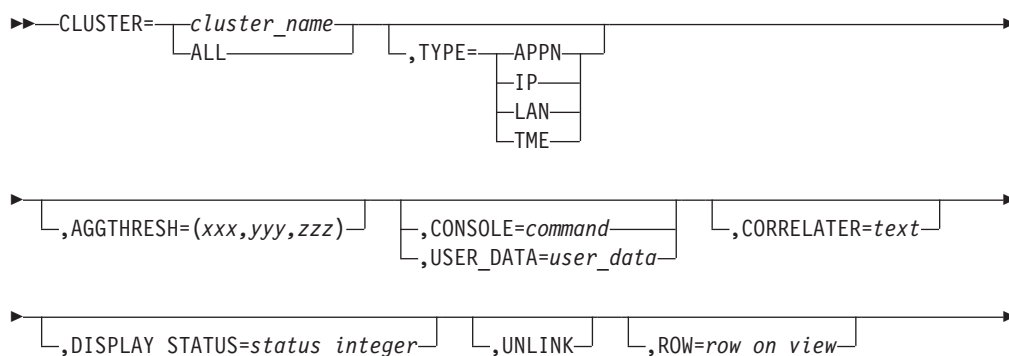 CLUSTER= cluster_name
ALL
,TYPE= APPN
IP
LAN
TME
,AGGTHRESH=(xxx,yyy,zzz)
,CONSOLE=command
,USER_DATA=user_data
,CORRELATER=text
,DISPLAY STATUS=status integer
,UNLINK
,ROW=row on view